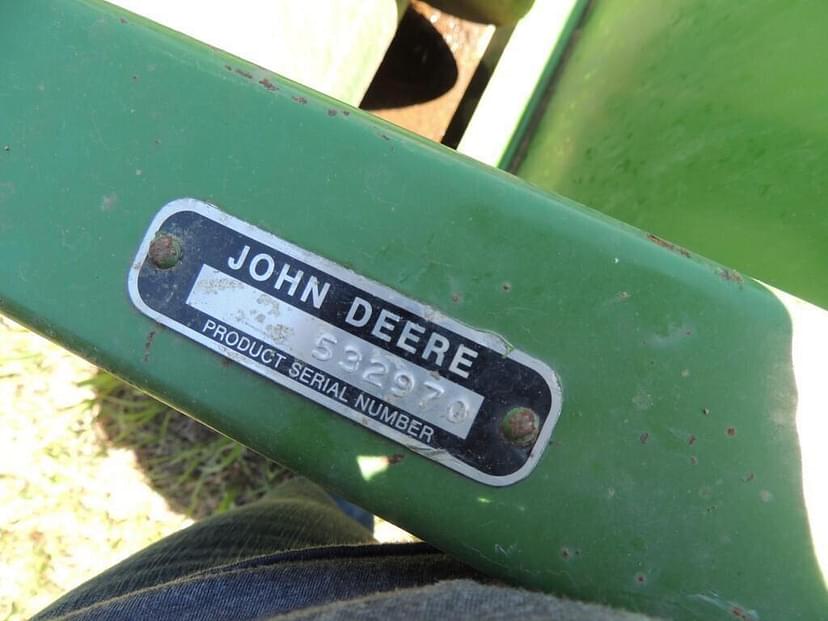 JOHN DEERE
532970
PRODUCT SERIAL NUMBER